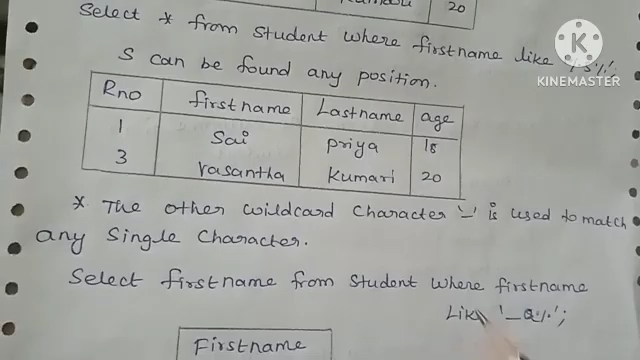 20
Select * from Student where firstname like '%s%'
S can be found any position.
Rno firstname Lastname age
1 Sai Priya 18
3 Vasantha Kumari 20
* The other wildcard character '_' is used to match
any Single character.
Select firstname from Student where firstname
Like '_a%';
Firstname
K
KINEMASTER